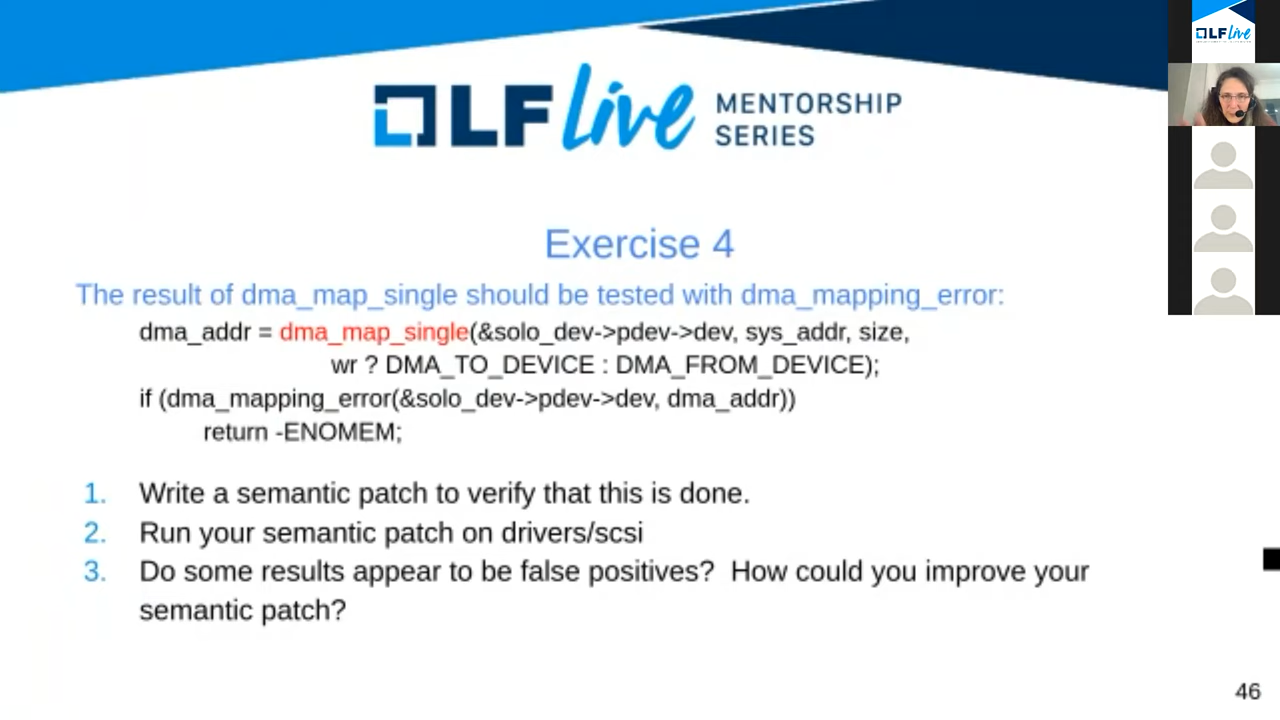 LF live MENTORSHIP
SERIES
LF live
Exercise 4
The result of dma_map_single should be tested with dma_mapping_error:
dma_addr = dma_map_single(&solo_dev->pdev->dev, sys_addr, size,
wr ? DMA_TO_DEVICE : DMA_FROM_DEVICE);
if (dma_mapping_error(&solo_dev->pdev->dev, dma_addr))
return -ENOMEM;
1. Write a semantic patch to verify that this is done.
2. Run your semantic patch on drivers/scsi
3. Do some results appear to be false positives? How could you improve your
semantic patch?
46